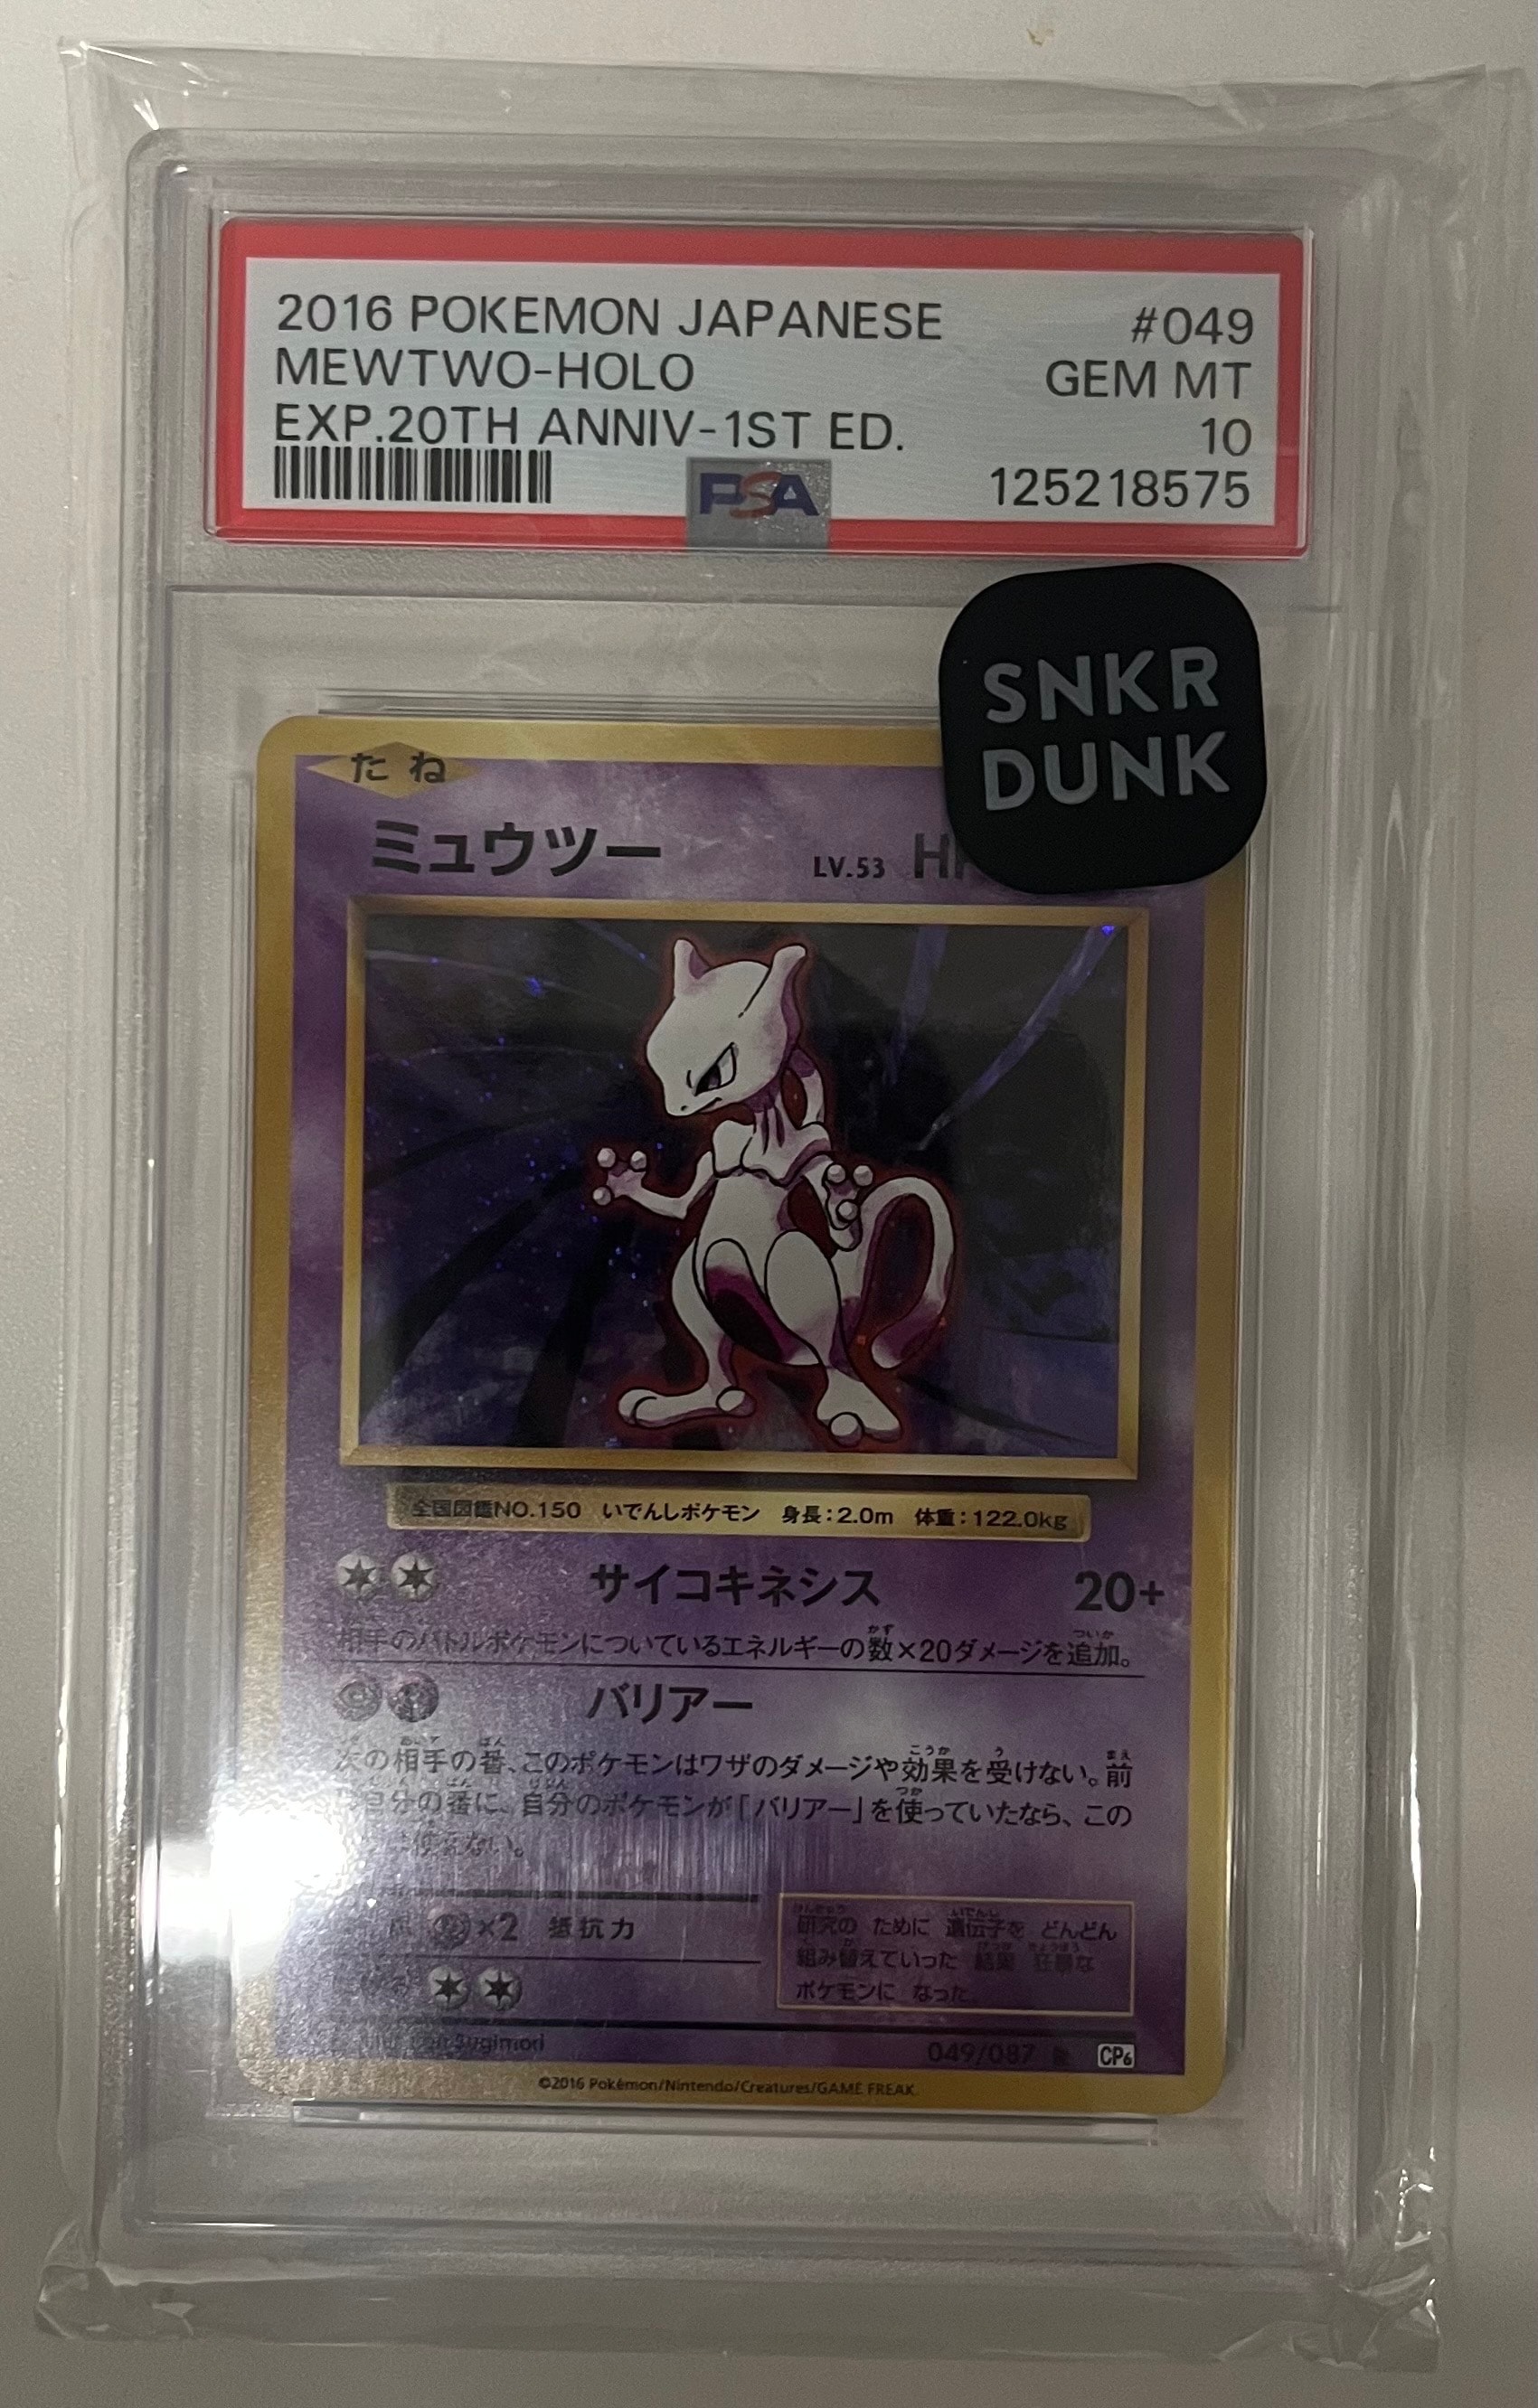 2016 POKEMON JAPANESE #049
MEWTWO-HOLO GEM MT
EXP.20TH ANNIV-1ST ED. 10
PSA 125218575
SNKR
DUNK
たね
ミュウツー LV.53
全国図鑑NO.150 いでんしポケモン 身長:2.0m 体重:122.0kg
サイコキネシス 20+
相手のバトルポケモンについているエネルギーの数×20ダメージを追加。
バリアー
次の相手の番、このポケモンはワザのダメージや効果を受けない。前
自分の番に、自分のポケモンが「バリアー」を使っていたなら、この
使えない。
×2 抵抗力
研究の ために 遺伝子を どんどん
組み替えていった 結果 狂暴な
ポケモンに なった
Sugimori 049/087 CP6
©2016 Pokémon/Nintendo/Creatures/GAME FREAK.